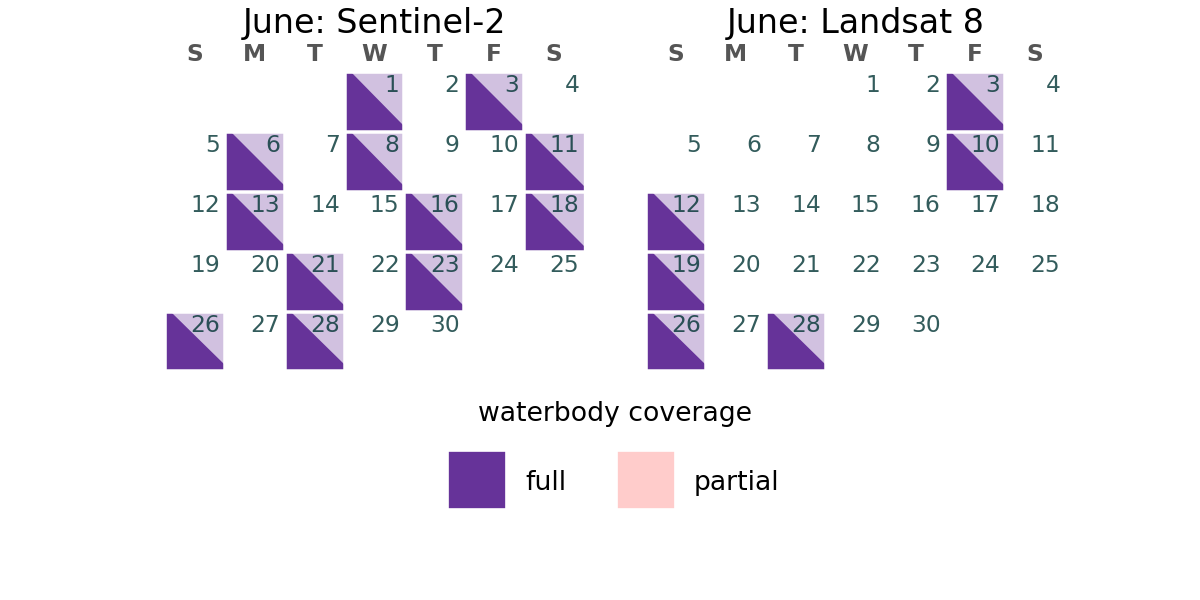 June: Sentinel-2
S M T W T F S
1 2 3 4
5 6 7 8 9 10 11
12 13 14 15 16 17 18
19 20 21 22 23 24 25
26 27 28 29 30
June: Landsat 8
S M T W T F S
1 2 3 4
5 6 7 8 9 10 11
12 13 14 15 16 17 18
19 20 21 22 23 24 25
26 27 28 29 30
waterbody coverage
full partial